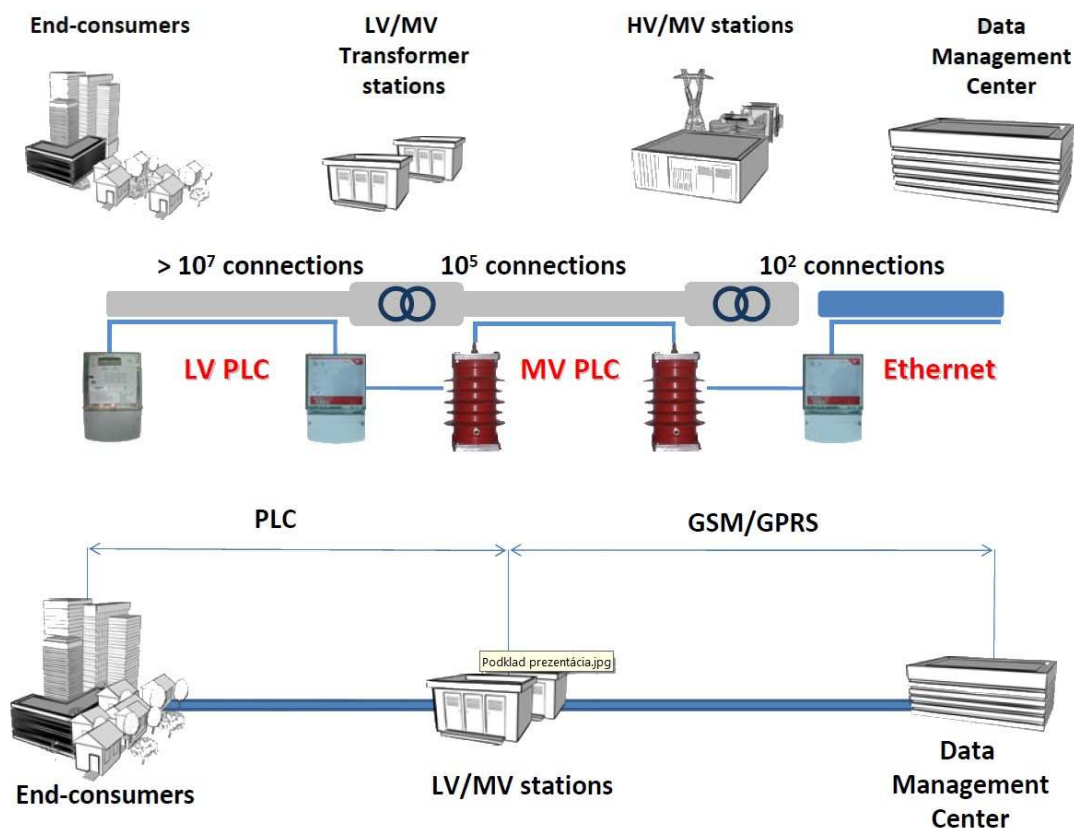 End-consumers
LV/MV
Transformer
stations
HV/MV stations
Data
Management
Center
> 10⁷ connections
10⁵ connections
10² connections
LV PLC
MV PLC
Ethernet
PLC
GSM/GPRS
Podklad prezentácia.jpg
End-consumers
LV/MV stations
Data
Management
Center